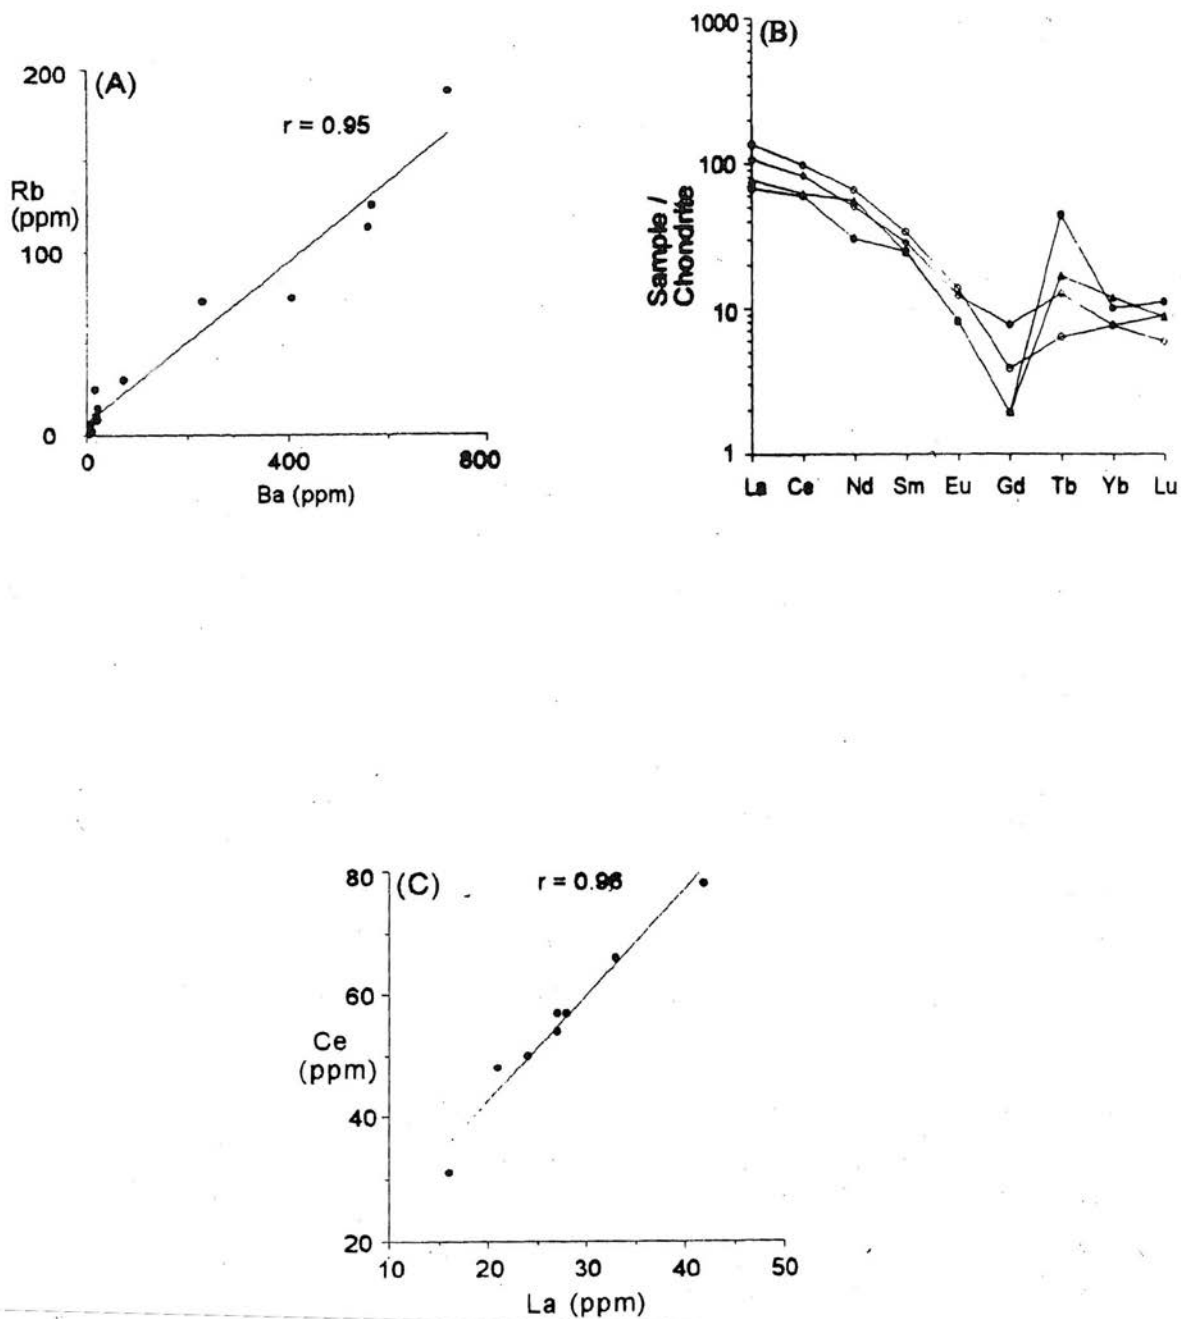 200
(A)
r = 0.95
Rb
(ppm)
100
0
0
400
800
Ba (ppm)
1000
(B)
100
Sample /
Chondrite
10
1
La Ce Nd Sm Eu Gd Tb Yb Lu
80
(C)
r = 0.96
60
Ce
(ppm)
40
20
10 20 30 40 50
La (ppm)